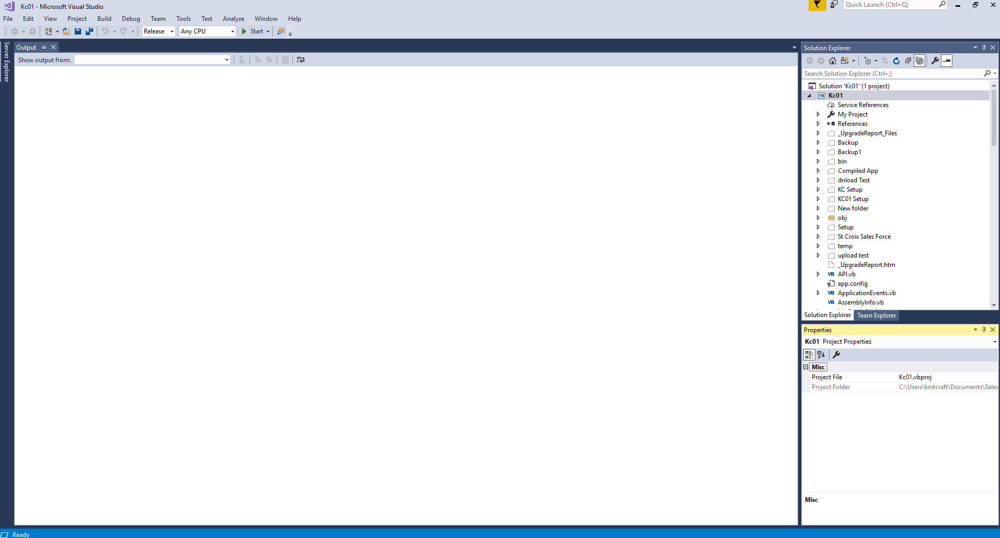 Kc01 - Microsoft Visual Studio
Quick Launch (Ctrl+Q)
File Edit View Project Build Debug Team Tools Test Analyze Window Help
Release Any CPU Start
Server Explorer
Output
Show output from:
Solution Explorer
Search Solution Explorer (Ctrl+;)
Solution 'Kc01' (1 project)
VB Kc01
Service References
My Project
References
_UpgradeReport_Files
Backup
Backup1
bin
Compiled App
dnload Test
KC Setup
KC01 Setup
New folder
obj
Setup
St Croix Sales Force
temp
upload test
_UpgradeReport.htm
VB API.vb
app.config
VB ApplicationEvents.vb
VB AssemblyInfo.vb
Solution Explorer Team Explorer
Properties
Kc01 Project Properties
Misc
Project File Kc01.vbproj
Project Folder C:\Users\knitcraft\Documents\Sales
Misc
Ready